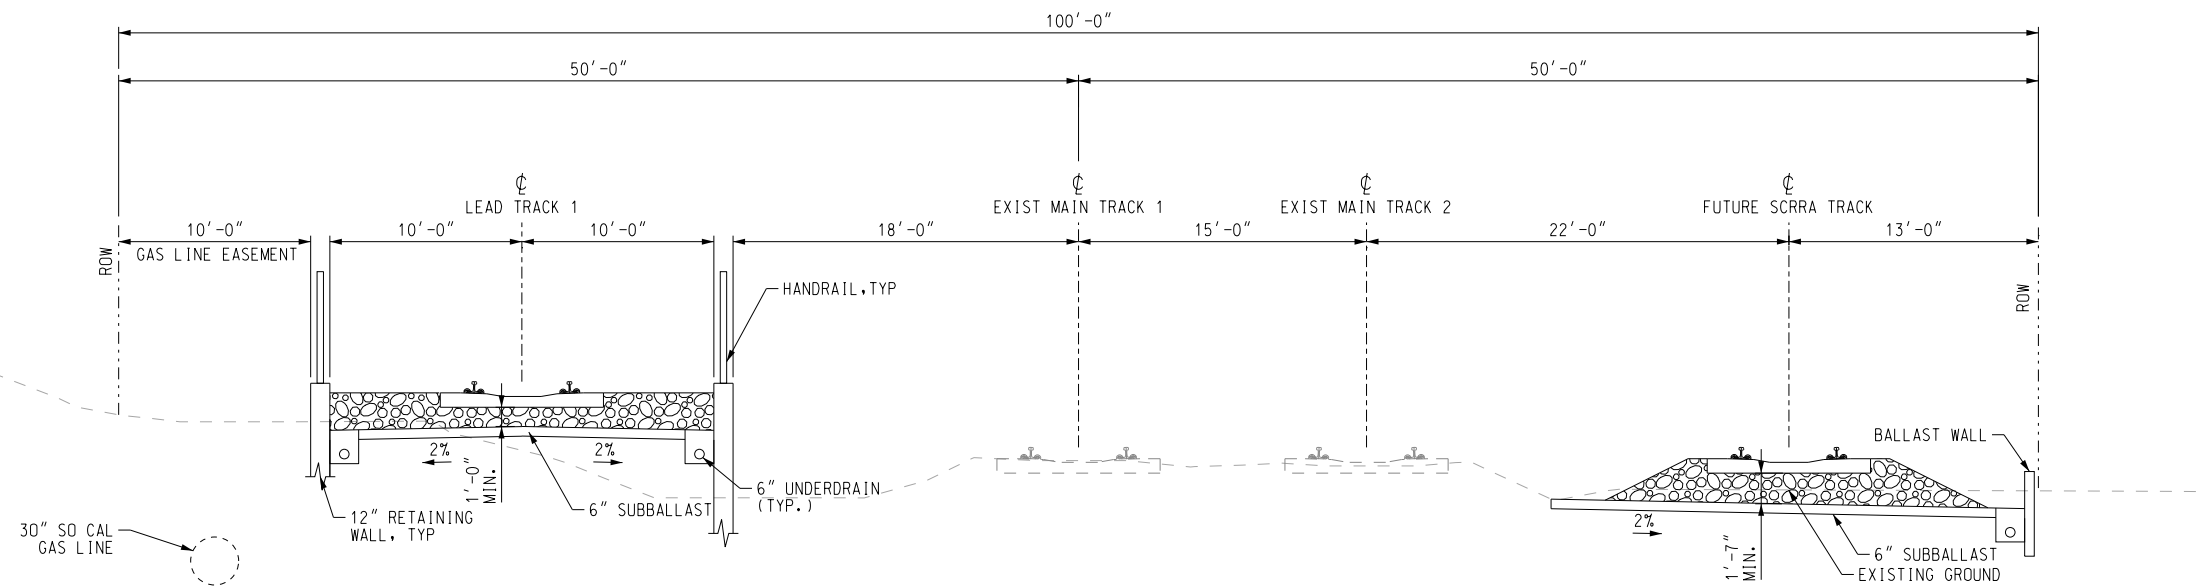 100'-0"
50'-0"
50'-0"
℄
LEAD TRACK 1
℄
EXIST MAIN TRACK 1
℄
EXIST MAIN TRACK 2
℄
FUTURE SCRRA TRACK
10'-0"
GAS LINE EASEMENT
10'-0"
10'-0"
18'-0"
15'-0"
22'-0"
13'-0"
ROW
ROW
HANDRAIL,TYP
2%
2%
1'-0"
MIN.
6" UNDERDRAIN
(TYP.)
6" SUBBALLAST
12" RETAINING
WALL, TYP
30" SO CAL
GAS LINE
BALLAST WALL
2%
1'-7"
MIN.
6" SUBBALLAST
EXISTING GROUND